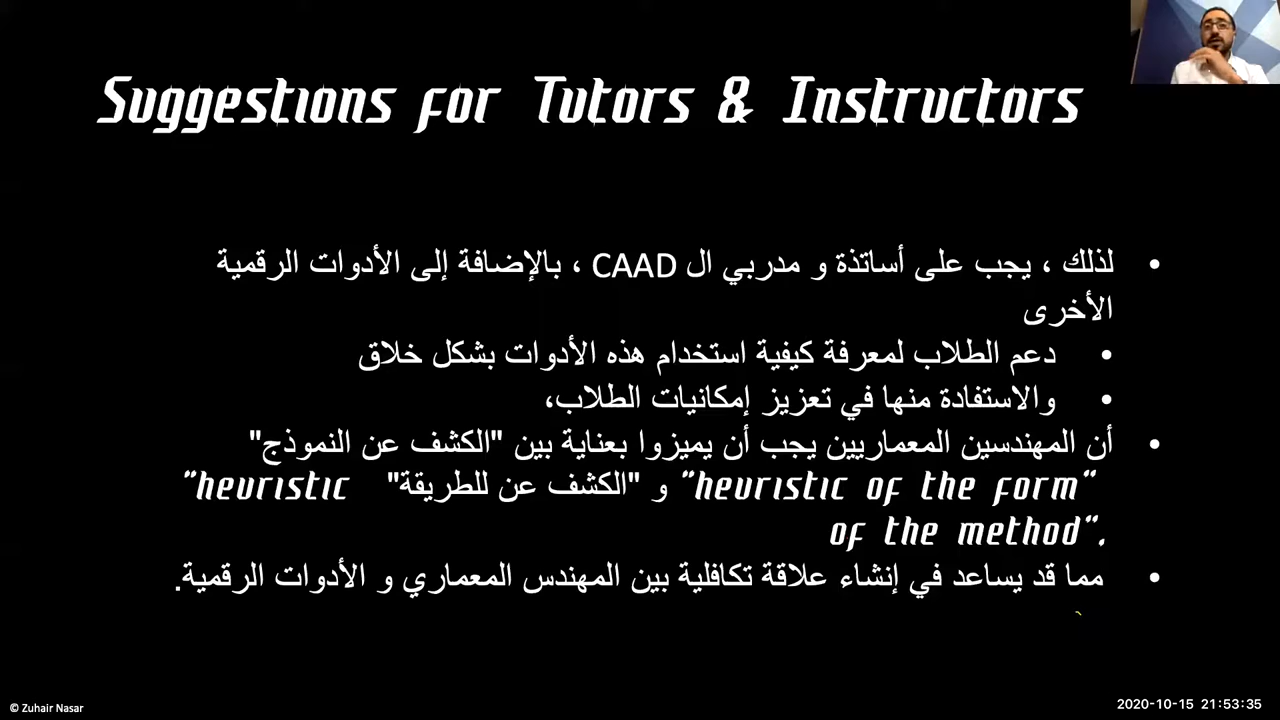 Suggestions for Tutors & Instructors
• لذلك ، يجب على أساتذة و مدربي ال CAAD ، بالإضافة إلى الأدوات الرقمية
الأخرى
• دعم الطلاب لمعرفة كيفية استخدام هذه الأدوات بشكل خلاق
• والاستفادة منها في تعزيز إمكانيات الطلاب،
• أن المهندسين المعماريين يجب أن يميزوا بعناية بين "الكشف عن النموذج"
"heuristic of the form" و "الكشف عن للطريقة" "heuristic
of the method".
• مما قد يساعد في إنشاء علاقة تكافلية بين المهندس المعماري و الأدوات الرقمية.
© Zuhair Nasar
2020-10-15 21:53:35